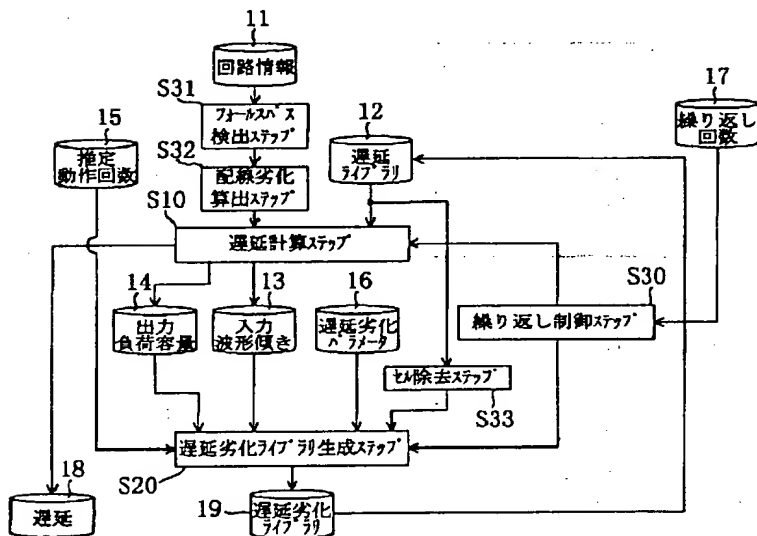 11
回路情報
17
繰り返し
回数
S31
フォールスパス
検出ステップ
15
推定
動作回数
12
遅延
ライブラリ
S32
配線劣化
算出ステップ
S10
遅延計算ステップ
14
出力
負荷容量
13
入力
波形傾き
16
遅延劣化
パラメータ
S30
繰り返し制御ステップ
セル除去ステップ
S33
遅延劣化ライブラリ生成ステップ
S20
18
遅延
19
遅延劣化
ライブラリ